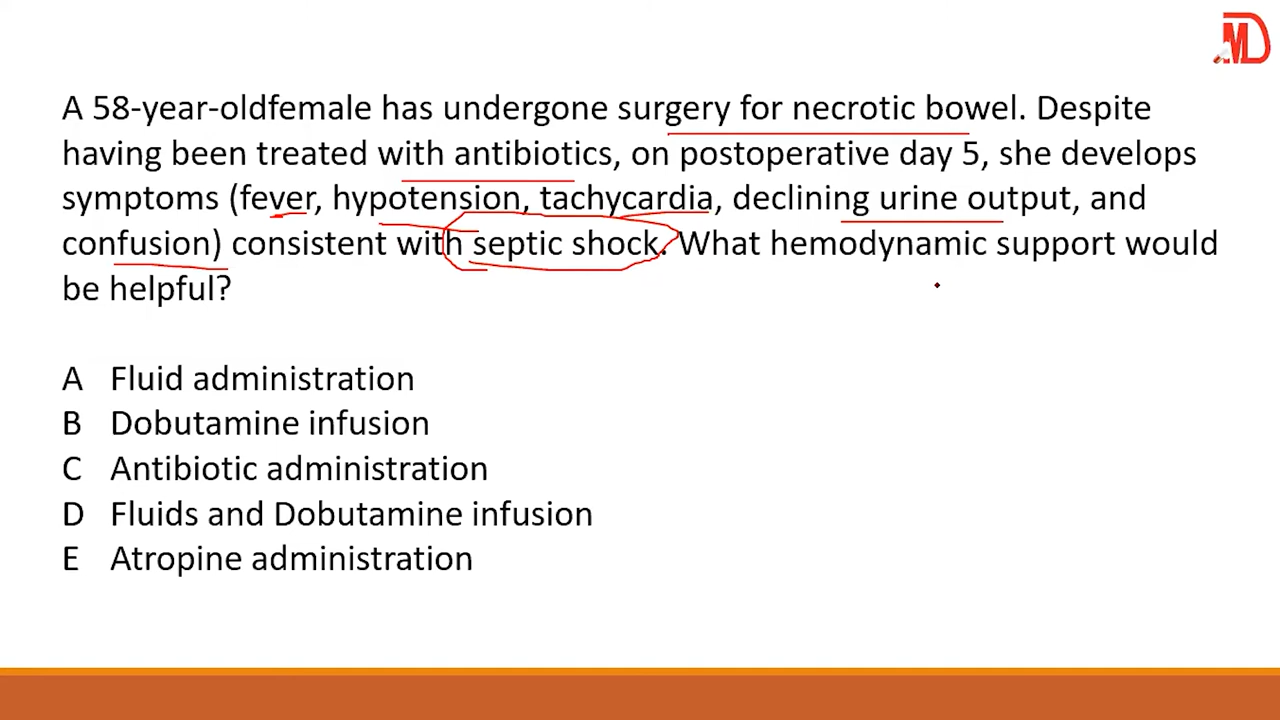 MD
A 58-year-oldfemale has undergone surgery for necrotic bowel. Despite
having been treated with antibiotics, on postoperative day 5, she develops
symptoms (fever, hypotension, tachycardia, declining urine output, and
confusion) consistent with septic shock. What hemodynamic support would
be helpful?
A Fluid administration
B Dobutamine infusion
C Antibiotic administration
D Fluids and Dobutamine infusion
E Atropine administration